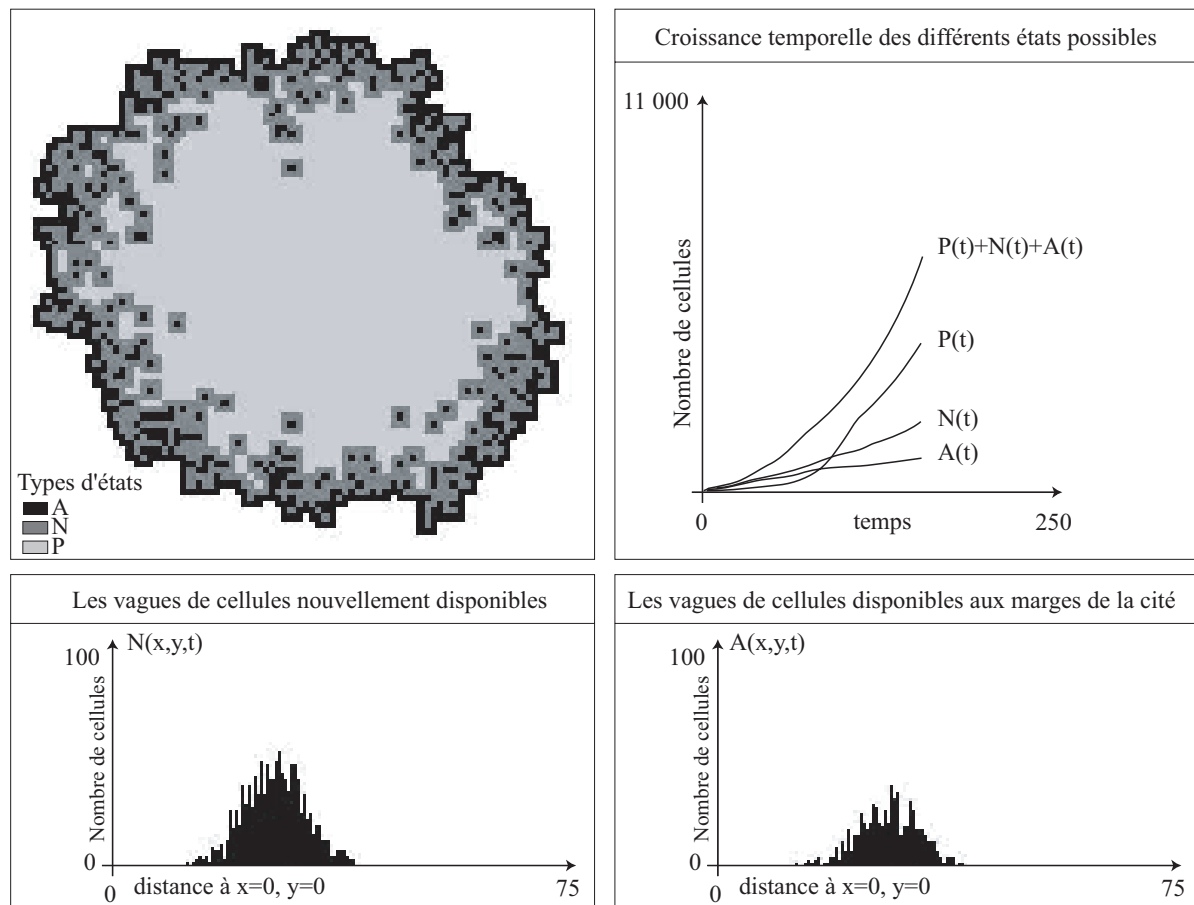 Types d'états
A
N
P
Croissance temporelle des différents états possibles
11 000
Nombre de cellules
P(t)+N(t)+A(t)
P(t)
N(t)
A(t)
0
temps
250
Les vagues de cellules nouvellement disponibles
100
N(x,y,t)
Nombre de cellules
0
0
distance à x=0, y=0
75
Les vagues de cellules disponibles aux marges de la cité
100
A(x,y,t)
Nombre de cellules
0
0
distance à x=0, y=0
75